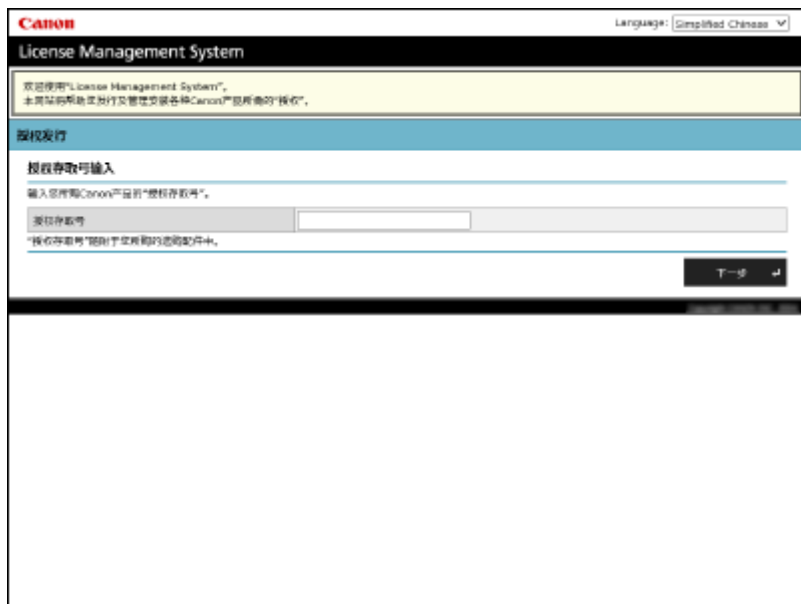 Canon
Language: Simplified Chinese
License Management System
欢迎使用"License Management System"。
本网站将帮助您发行及管理安装各种Canon产品所需的"授权"。
授权发行
授权存取号输入
输入您所购Canon产品的"授权存取号"。
授权存取号
"授权存取号"随附于您所购的选购配件中。
下一步